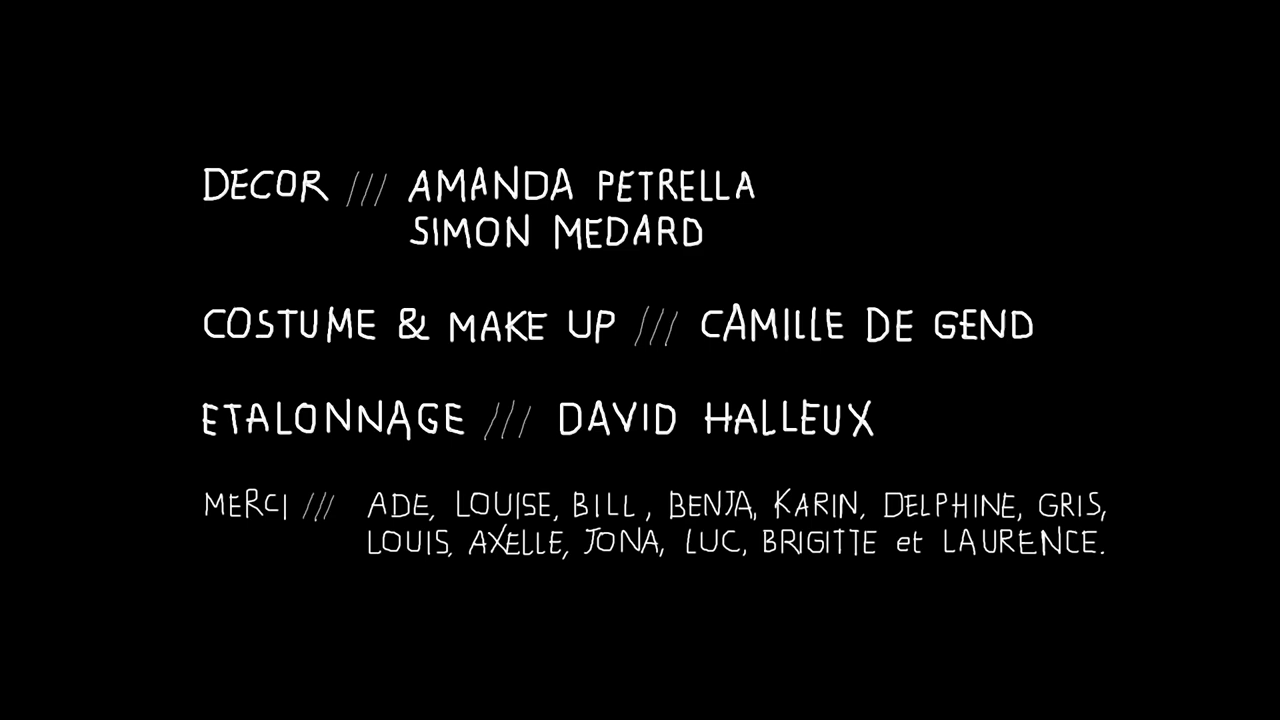 DECOR /// AMANDA PETRELLA
SIMON MEDARD
COSTUME & MAKE UP /// CAMILLE DE GEND
ETALONNAGE /// DAVID HALLEUX
MERCI /// ADE, LOUISE, BILL, BENJA, KARIN, DELPHINE, GRIS,
LOUIS, AXELLE, JONA, LUC, BRIGITTE et LAURENCE.